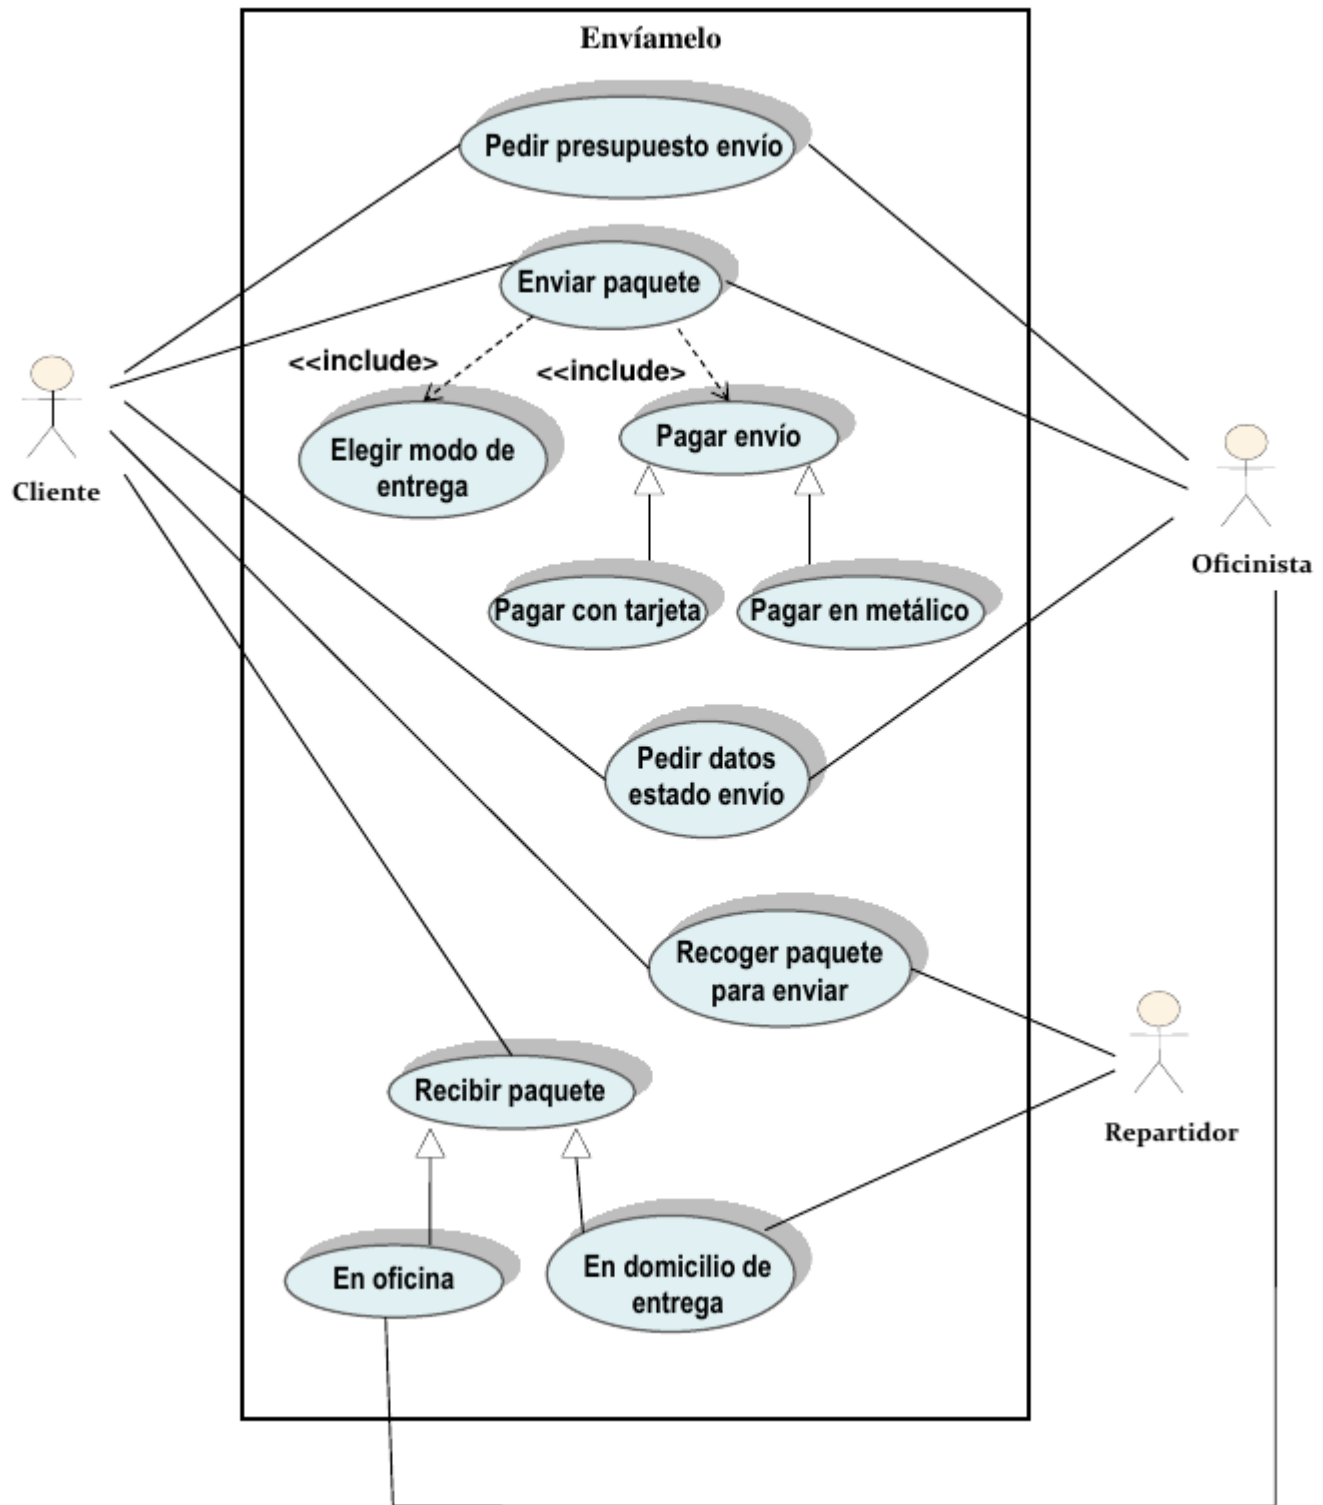 Envíamelo
Pedir presupuesto envío
Enviar paquete
<<include>
<<include>
Elegir modo de
entrega
Pagar envío
Cliente
Oficinista
Pagar con tarjeta
Pagar en metálico
Pedir datos
estado envío
Recoger paquete
para enviar
Recibir paquete
Repartidor
En oficina
En domicilio de
entrega